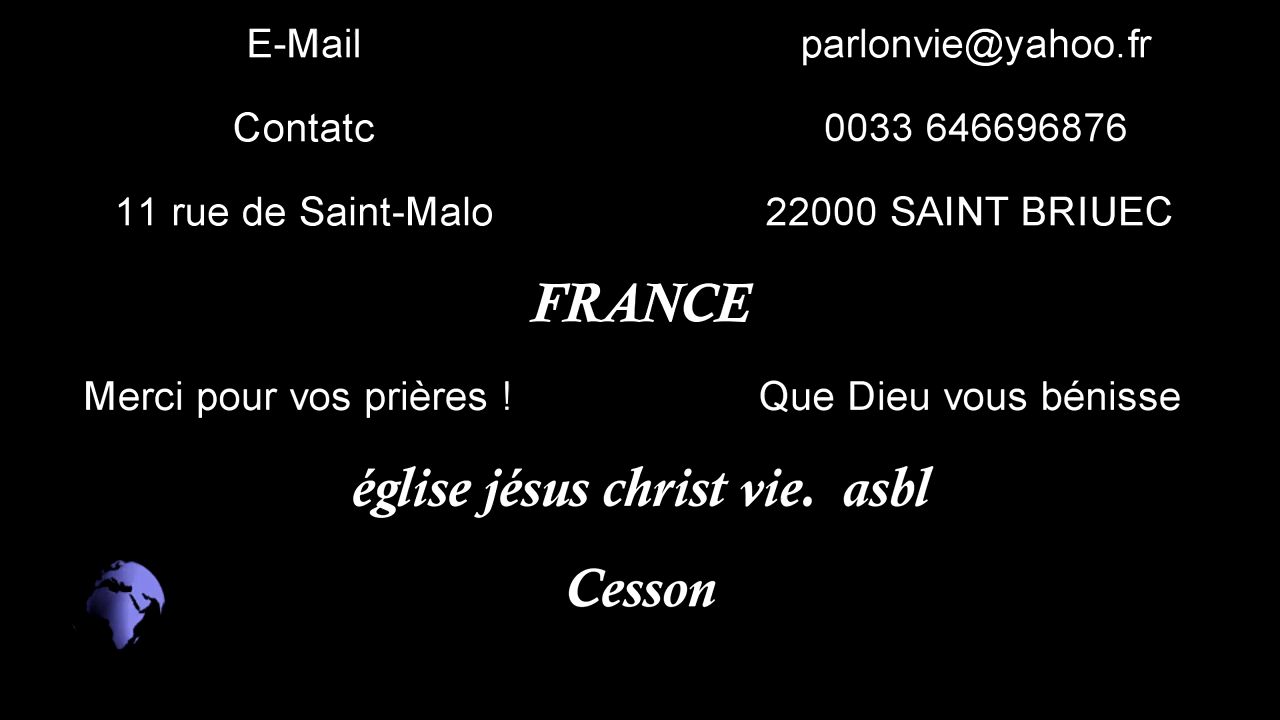 E-Mail parlonvie@yahoo.fr
Contatc 0033 646696876
11 rue de Saint-Malo 22000 SAINT BRIUEC
FRANCE
Merci pour vos prières ! Que Dieu vous bénisse
église jésus christ vie. asbl
Cesson